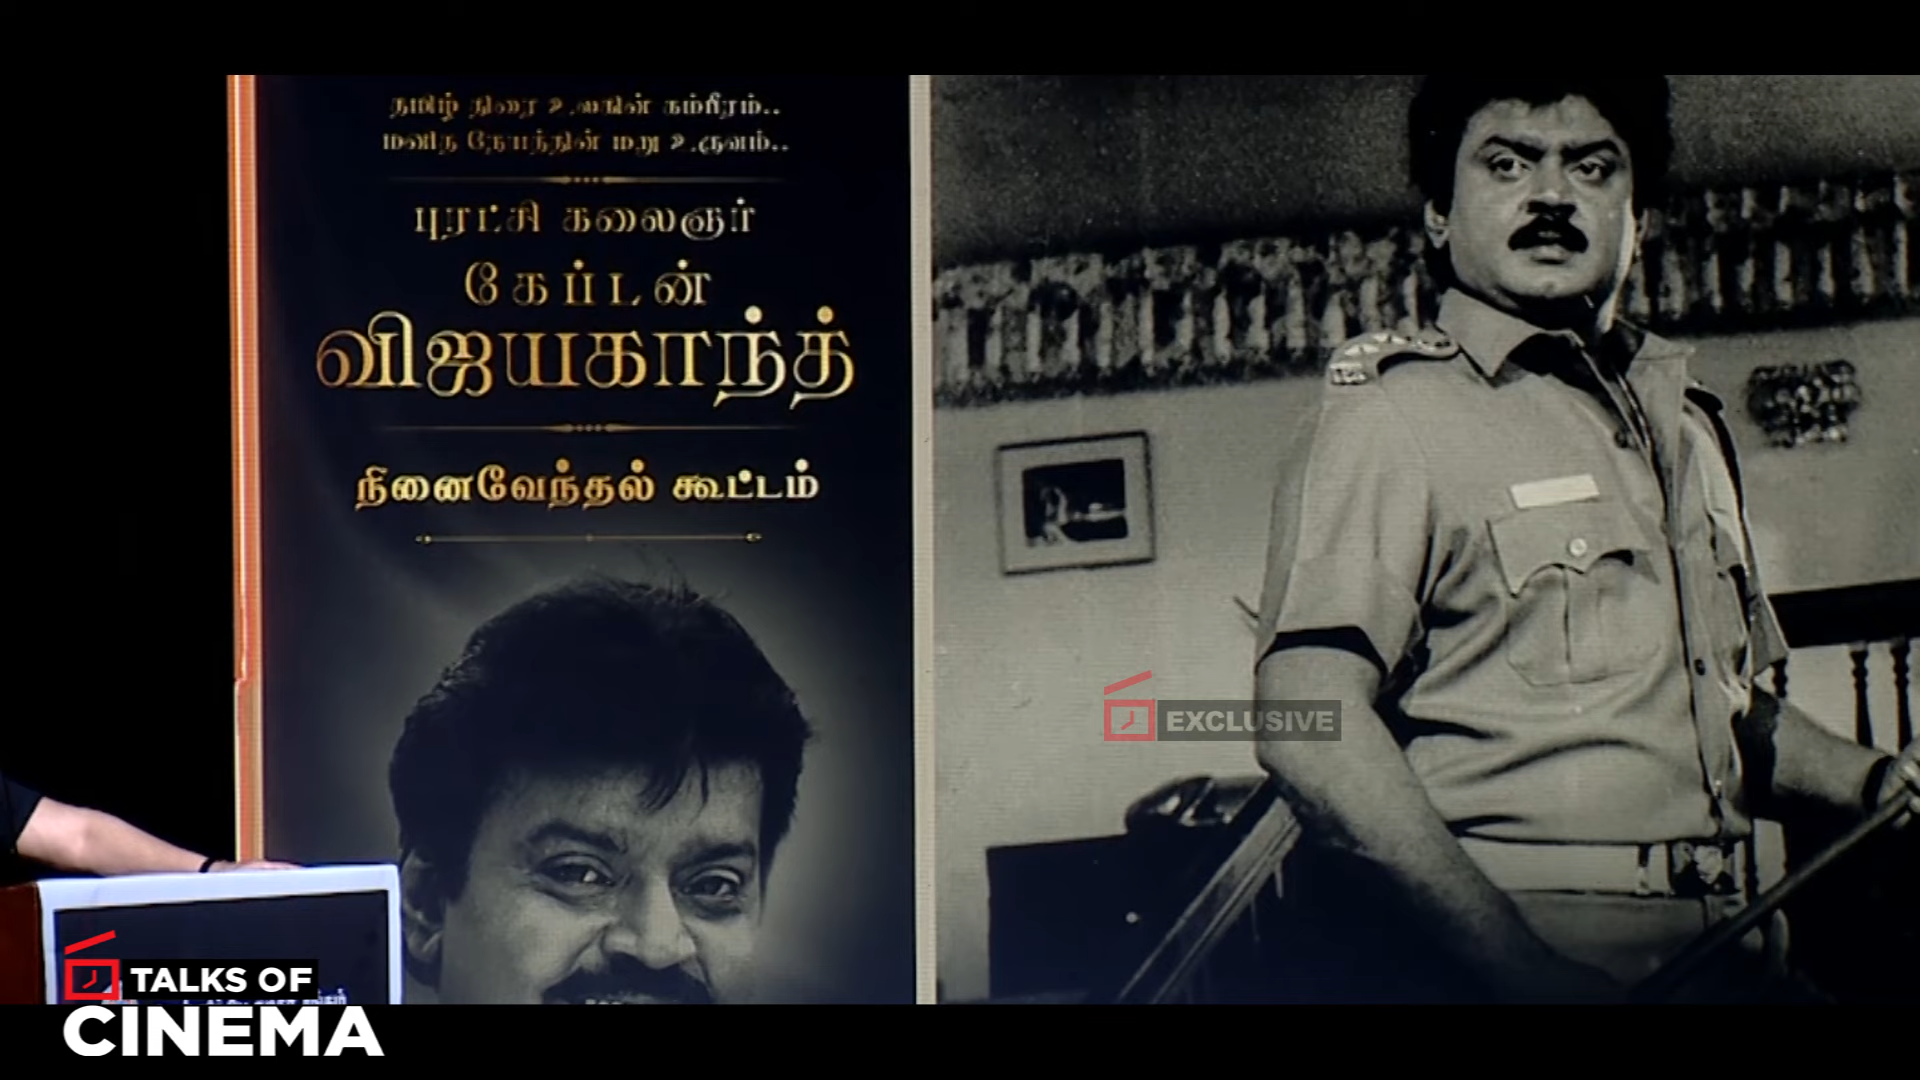 தமிழ் திரை உலகின் கம்பீரம்..
மனித நேயத்தின் மறு உருவம்..
புரட்சி கலைஞர்
கேப்டன்
விஜயகாந்த்
நினைவேந்தல் கூட்டம்
EXCLUSIVE
TALKS OF
CINEMA